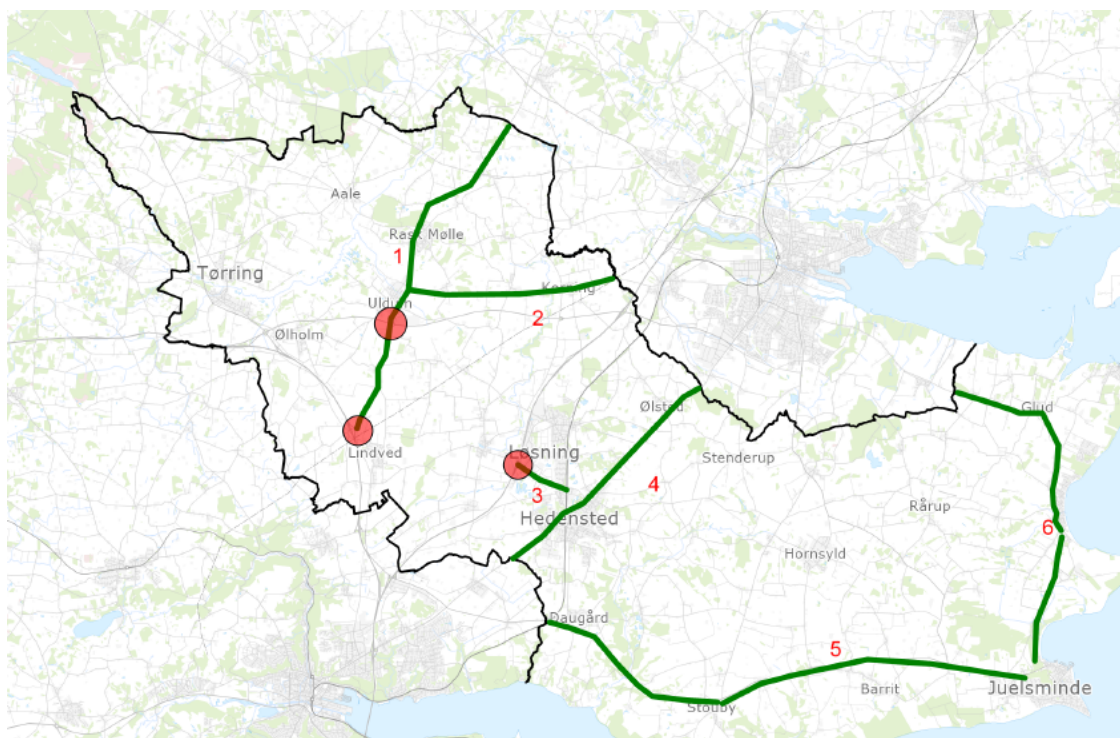 Aale
Rask Mølle
1
Tørring
Korning
Uldum
2
Ølholm
Ølsted
Glud
Lindved
Løsning
Stenderup
4
3
Rårup
Hedensted
6
Hornsyld
Daugård
5
Barrit
Juelsminde
Stouby